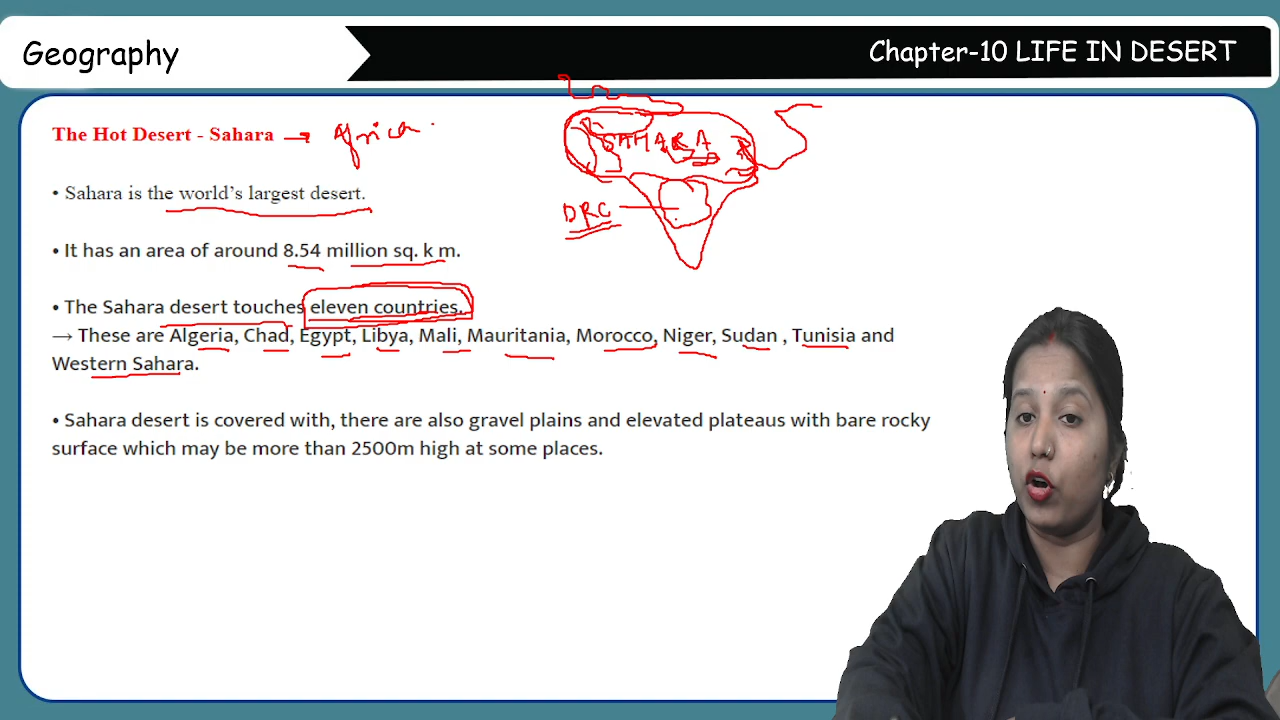 Geography
Chapter-10 LIFE IN DESERT
The Hot Desert - Sahara → Africa.
SAHARA
• Sahara is the world's largest desert.
DRC
• It has an area of around 8.54 million sq. k m.
• The Sahara desert touches eleven countries.
→ These are Algeria, Chad, Egypt, Libya, Mali, Mauritania, Morocco, Niger, Sudan , Tunisia and
Western Sahara.
• Sahara desert is covered with, there are also gravel plains and elevated plateaus with bare rocky
surface which may be more than 2500m high at some places.